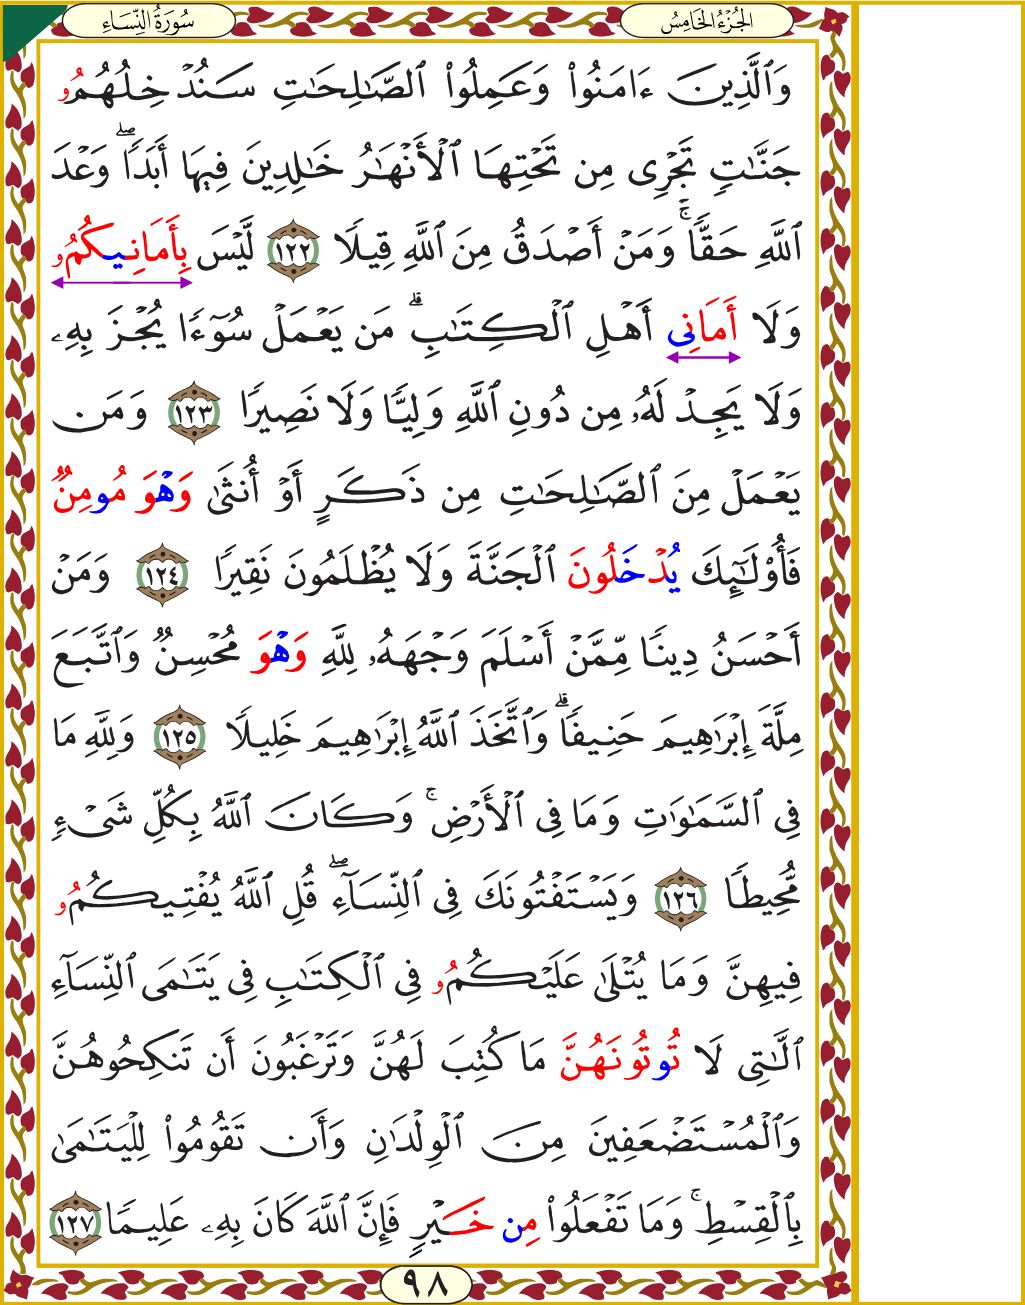 سُورَةُ النِّسَاءِ
الجُزْءُ الخَامِسُ
وَٱلَّذِينَ ءَامَنُواْ وَعَمِلُواْ ٱلصَّٰلِحَٰتِ سَنُدْخِلُهُمُۥ
جَنَّٰتٍ تَجْرِى مِن تَحْتِهَا ٱلْأَنْهَٰرُ خَٰلِدِينَ فِيهَا أَبَدًاۖ وَعْدَ
ٱللَّهِ حَقًّاۚ وَمَنْ أَصْدَقُ مِنَ ٱللَّهِ قِيلًا ١٢٢ لَّيْسَ بِأَمَانِيكُمُۥ
وَلَا أَمَانِى أَهْلِ ٱلْكِتَٰبِۗ مَن يَعْمَلْ سُوٓءًا يُجْزَ بِهِۦ
وَلَا يَجِدْ لَهُۥ مِن دُونِ ٱللَّهِ وَلِيًّا وَلَا نَصِيرًا ١٢٣ وَمَن
يَعْمَلْ مِنَ ٱلصَّٰلِحَٰتِ مِن ذَكَرٍ أَوْ أُنثَىٰ وَهْوَ مُومِنٌ
فَأُوْلَٰٓئِكَ يُدْخَلُونَ ٱلْجَنَّةَ وَلَا يُظْلَمُونَ نَقِيرًا ١٢٤ وَمَنْ
أَحْسَنُ دِينًا مِّمَّنْ أَسْلَمَ وَجْهَهُۥ لِلَّهِ وَهْوَ مُحْسِنٌ وَٱتَّبَعَ
مِلَّةَ إِبْرَٰهِيمَ حَنِيفًاۗ وَٱتَّخَذَ ٱللَّهُ إِبْرَٰهِيمَ خَلِيلًا ١٢٥ وَلِلَّهِ مَا
فِى ٱلسَّمَٰوَٰتِ وَمَا فِى ٱلْأَرْضِۚ وَكَانَ ٱللَّهُ بِكُلِّ شَىْءٍ
مُّحِيطًا ١٢٦ وَيَسْتَفْتُونَكَ فِى ٱلنِّسَآءِۖ قُلِ ٱللَّهُ يُفْتِيكُمُۥ
فِيهِنَّ وَمَا يُتْلَىٰ عَلَيْكُمُۥ فِى ٱلْكِتَٰبِ فِى يَتَٰمَى ٱلنِّسَآءِ
ٱلَّٰتِى لَا تُوتُونَهُنَّ مَا كُتِبَ لَهُنَّ وَتَرْغَبُونَ أَن تَنكِحُوهُنَّ
وَٱلْمُسْتَضْعَفِينَ مِنَ ٱلْوِلْدَٰنِ وَأَن تَقُومُواْ لِلْيَتَٰمَىٰ
بِٱلْقِسْطِۚ وَمَا تَفْعَلُواْ مِن خَيْرٍ فَإِنَّ ٱللَّهَ كَانَ بِهِۦ عَلِيمًا ١٢٧
٩٨